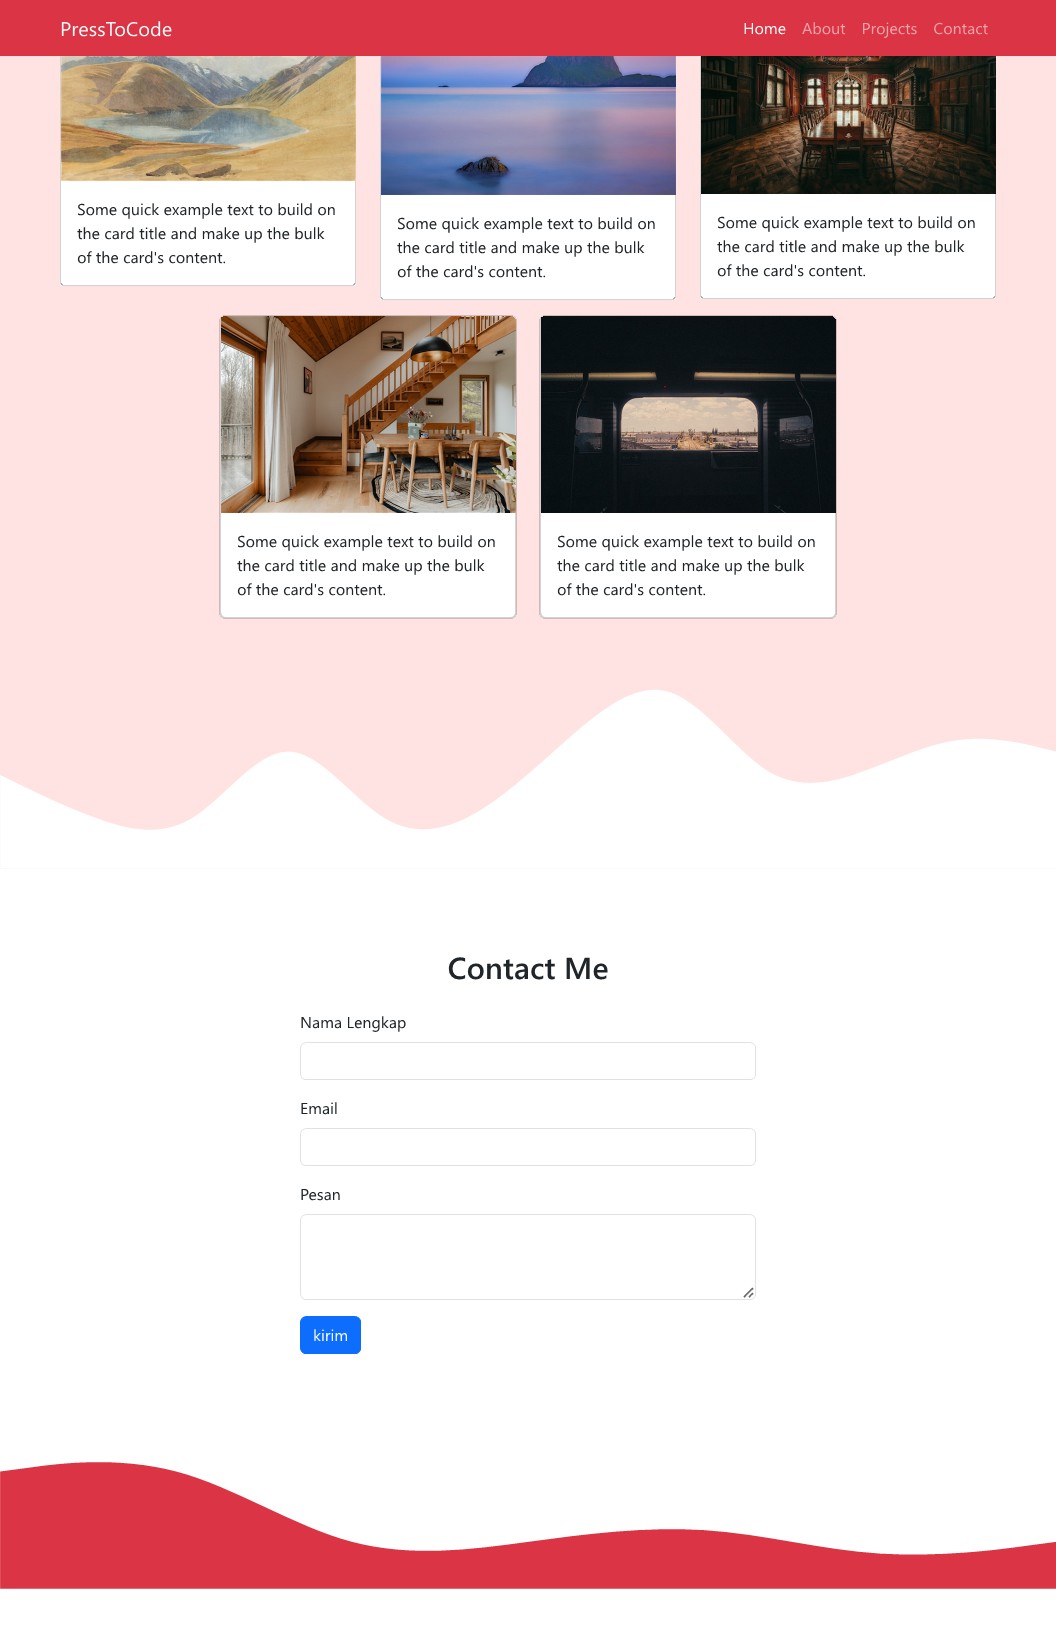 PressToCode
Home About Projects Contact
Some quick example text to build on
the card title and make up the bulk
of the card's content.
Some quick example text to build on
the card title and make up the bulk
of the card's content.
Some quick example text to build on
the card title and make up the bulk
of the card's content.
Some quick example text to build on
the card title and make up the bulk
of the card's content.
Some quick example text to build on
the card title and make up the bulk
of the card's content.
Contact Me
Nama Lengkap
Email
Pesan
kirim